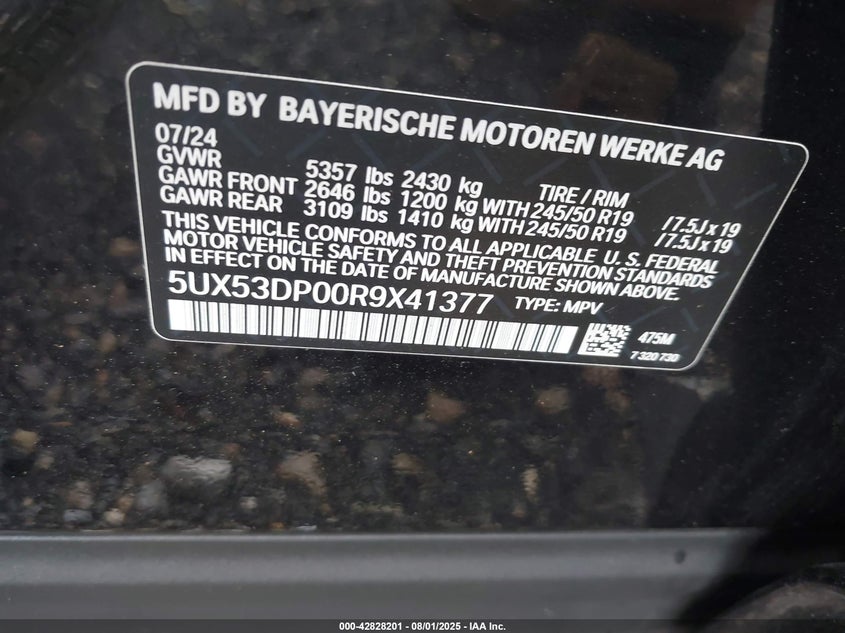 MFD BY BAYERISCHE MOTOREN WERKE AG
07/24
GVWR 5357 lbs 2430 kg TIRE / RIM
GAWR FRONT 2646 lbs 1200 kg WITH 245/50 R19 /7.5J x 19
GAWR REAR 3109 lbs 1410 kg WITH 245/50 R19 /7.5J x 19
THIS VEHICLE CONFORMS TO ALL APPLICABLE U. S. FEDERAL
MOTOR VEHICLE SAFETY AND THEFT PREVENTION STANDARDS
IN EFFECT ON THE DATE OF MANUFACTURE SHOWN ABOVE.
5UX53DP00R9X41377 TYPE: MPV
475M
7 320 730
000-42828201 - 08/01/2025 - IAA Inc.